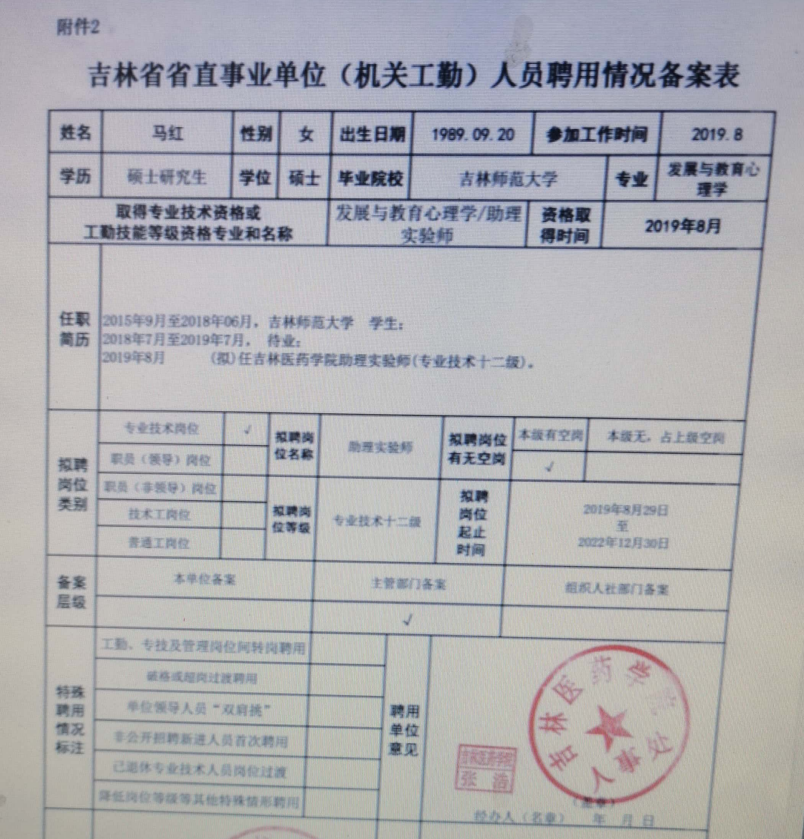 附件2
吉林省省直事业单位（机关工勤）人员聘用情况备案表
姓名 马红 性别 女 出生日期 1989.09.20 参加工作时间 2019.8
学历 硕士研究生 学位 硕士 毕业院校 吉林师范大学 专业 发展与教育心
理学
取得专业技术资格或
工勤技能等级资格专业和名称
发展与教育心理学/助理
实验师
资格取
得时间
2019年8月
任职
简历
2015年9月至2018年06月，吉林师范大学 学生；
2018年7月至2019年7月， 待业；
2019年8月 (拟)任吉林医药学院助理实验师(专业技术十二级)。
拟聘
岗位
类别
专业技术岗位 √
职员（领导）岗位
职员（非领导）岗位
技术工岗位
普通工岗位
拟聘岗
位名称
助理实验师
拟聘岗位
有无空岗
本级有空岗 本级无，占上级空岗
√
拟聘岗
位等级
专业技术十二级
拟聘
岗位
起止
时间
2019年8月29日
至
2022年12月30日
备案
层级
本单位备案 主管部门备案 组织人社部门备案
√
特殊
聘用
情况
标注
工勤、专技及管理岗位间转岗聘用
破格或超岗过渡聘用
单位领导人员“双肩挑”
非公开招聘新进人员首次聘用
已退休专业技术人员岗位过渡
降低岗位等级等其他特殊情形聘用
聘用
单位
意见
吉林医药学院
人事处
吉林医药学院
张浩
（盖章）
经办人（名章） 年 月 日